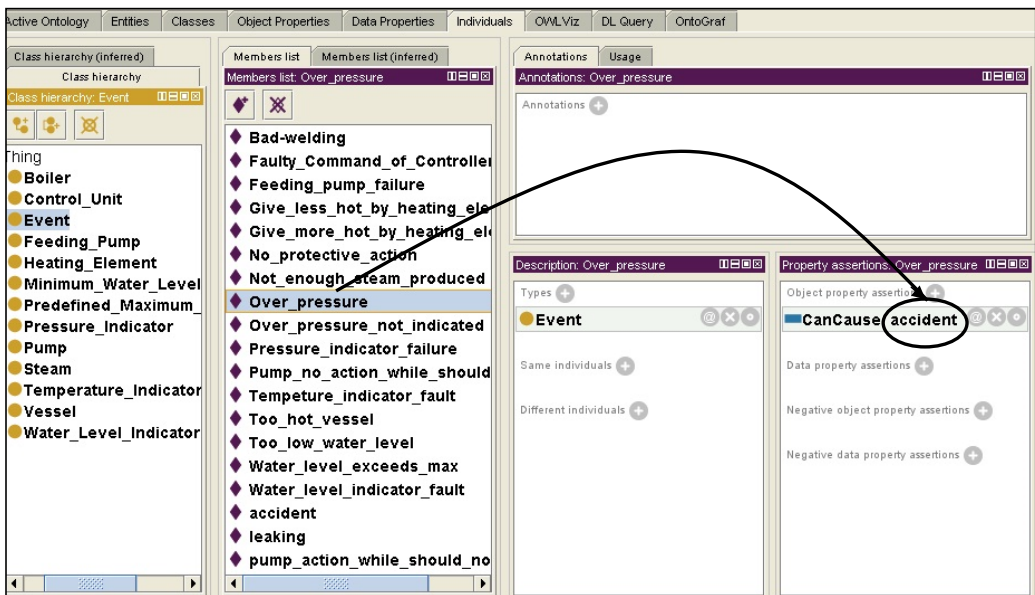 Active Ontology Entities Classes Object Properties Data Properties Individuals OWLViz DL Query OntoGraf
Class hierarchy (inferred)
Class hierarchy
Class hierarchy: Event
Thing
Boiler
Control_Unit
Event
Feeding_Pump
Heating_Element
Minimum_Water_Level
Predefined_Maximum_
Pressure_Indicator
Pump
Steam
Temperature_Indicator
Vessel
Water_Level_Indicator
Members list Members list (inferred)
Members list: Over_pressure
Bad-welding
Faulty_Command_of_Controller
Feeding_pump_failure
Give_less_hot_by_heating_ele
Give_more_hot_by_heating_el
No_protective_action
Not_enough_steam_produced
Over_pressure
Over_pressure_not_indicated
Pressure_indicator_failure
Pump_no_action_while_should
Tempeture_indicator_fault
Too_hot_vessel
Too_low_water_level
Water_level_exceeds_max
Water_level_indicator_fault
accident
leaking
pump_action_while_should_no
Annotations Usage
Annotations: Over_pressure
Annotations
Description: Over_pressure
Types
Event
Same individuals
Different individuals
Property assertions: Over_pressure
Object property assertions
CanCause accident
Data property assertions
Negative object property assertions
Negative data property assertions